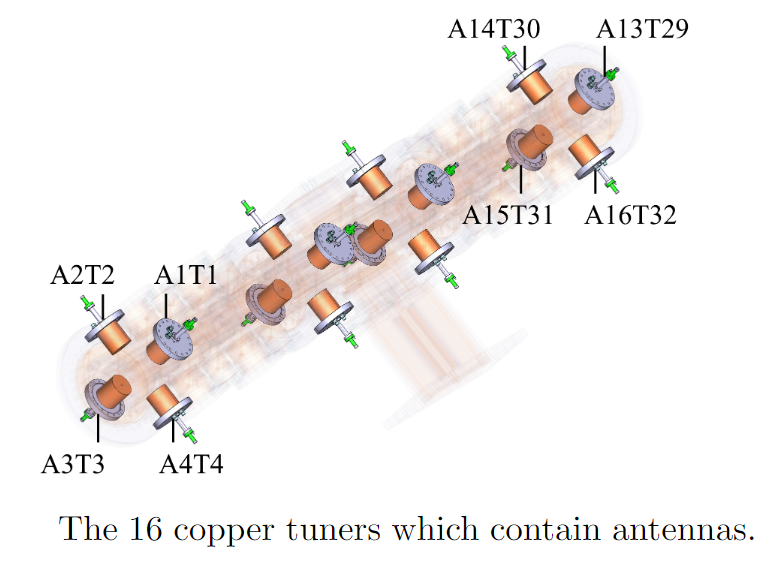 A14T30 A13T29
A15T31 A16T32
A2T2 A1T1
A3T3 A4T4
The 16 copper tuners which contain antennas.